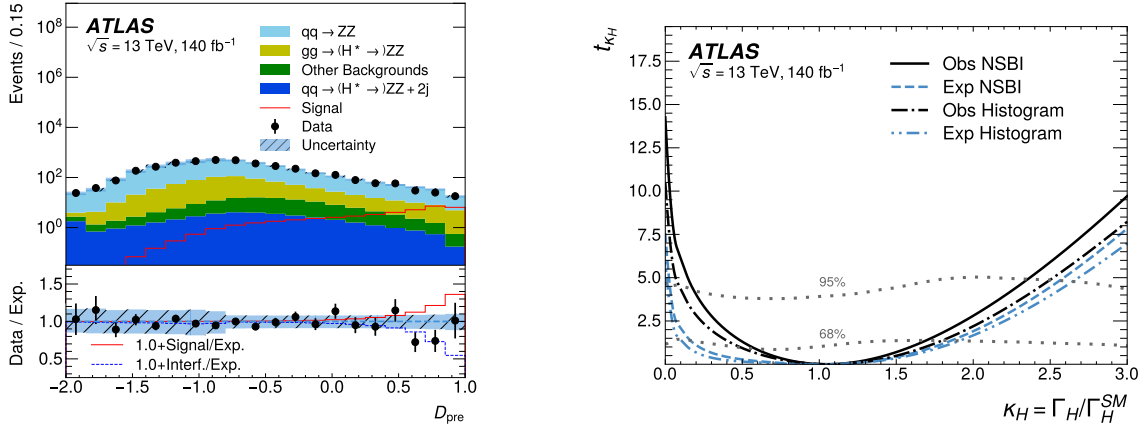 ATLAS
√s = 13 TeV, 140 fb⁻¹
Events / 0.15
10⁸
10⁶
10⁴
10²
10⁰
qq → ZZ
gg → (H* →)ZZ
Other Backgrounds
qq → (H* →)ZZ + 2j
Signal
Data
Uncertainty
Data / Exp.
1.5
1.0
0.5
1.0+Signal/Exp.
1.0+Interf./Exp.
−2.0 −1.5 −1.0 −0.5 0.0 0.5 1.0
D_pre
t_κ_H
ATLAS
√s = 13 TeV, 140 fb⁻¹
17.5
15.0
12.5
10.0
7.5
5.0
2.5
Obs NSBI
Exp NSBI
Obs Histogram
Exp Histogram
95%
68%
0.0 0.5 1.0 1.5 2.0 2.5 3.0
κ_H = Γ_H/Γ_H^SM